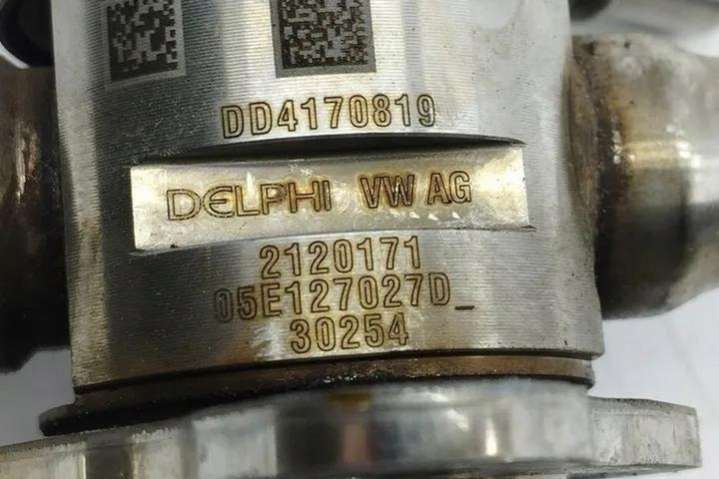 DD4170819
DELPHI VW AG
2120171
05E127027D_
30254